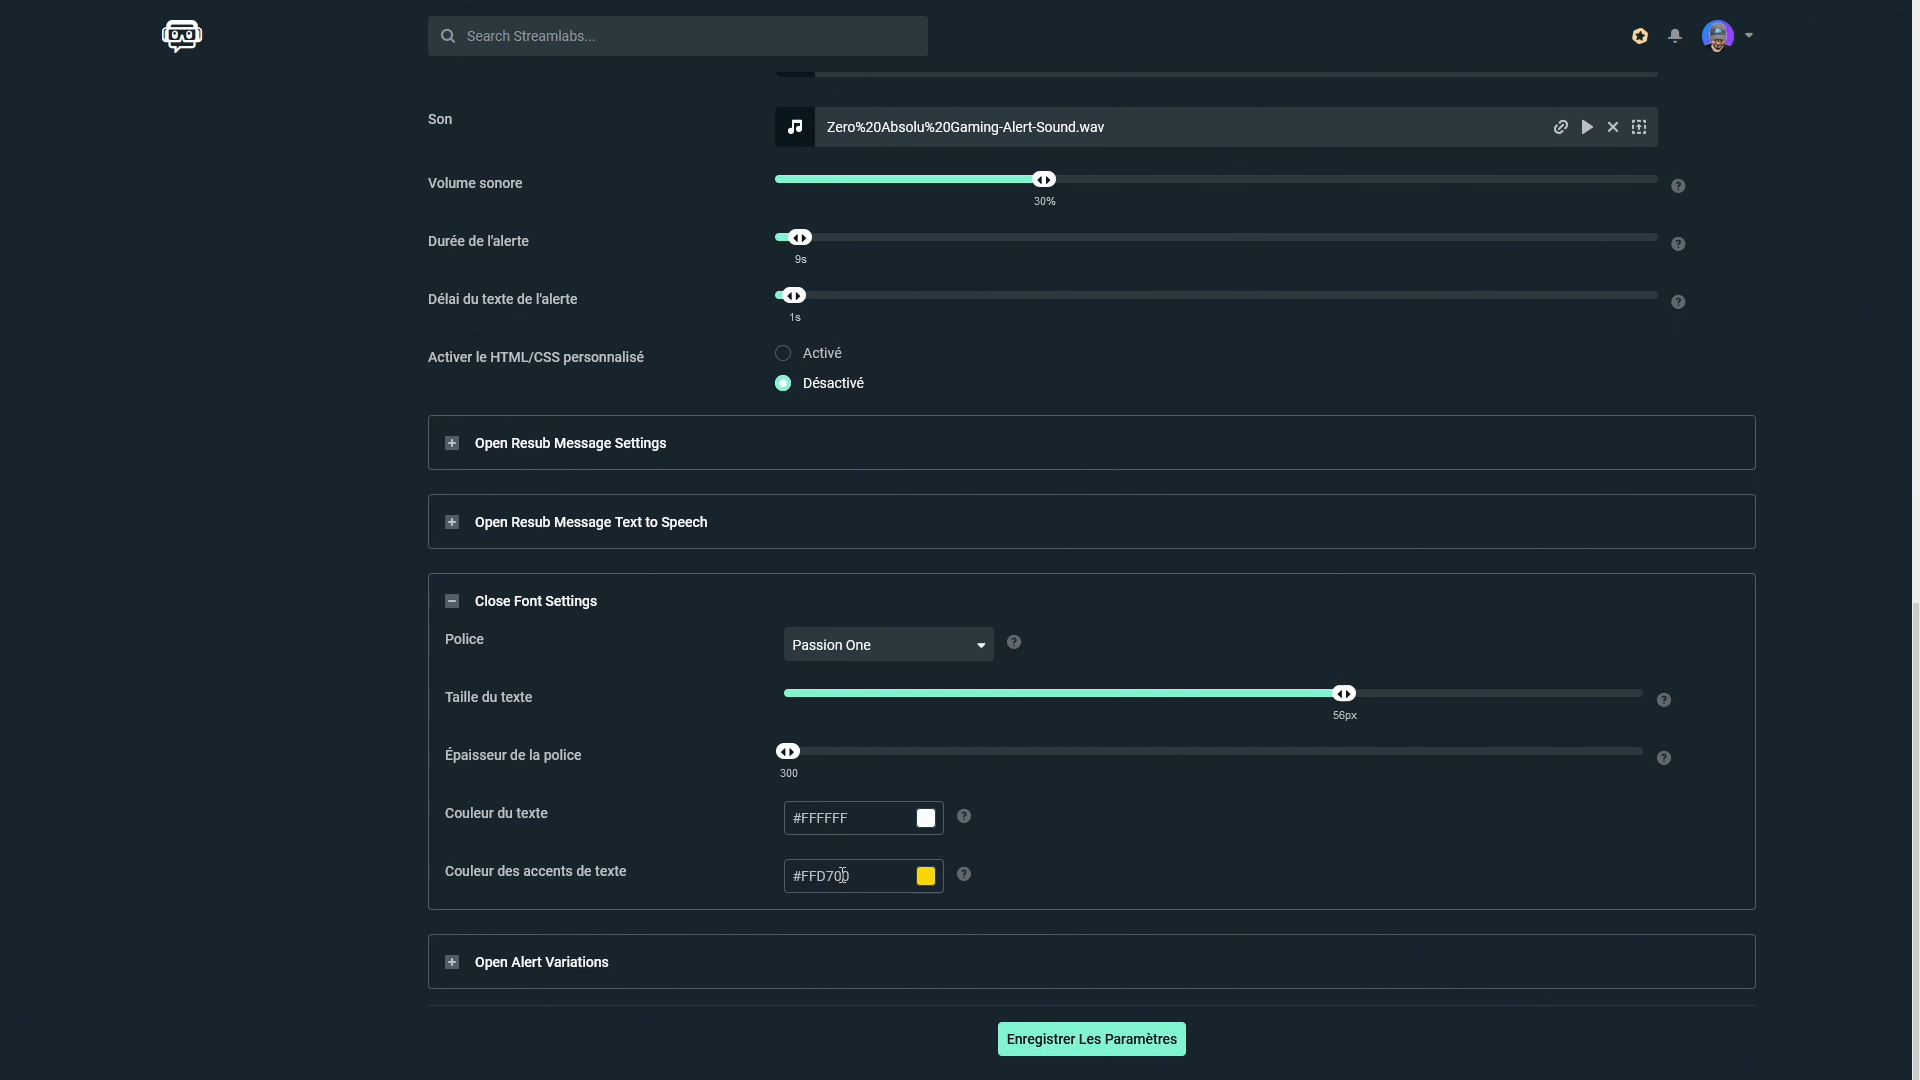 Search Streamlabs...
Son
Zero%20Absolu%20Gaming-Alert-Sound.wav
Volume sonore
30%
Durée de l'alerte
9s
Délai du texte de l'alerte
1s
Activer le HTML/CSS personnalisé
Activé
Désactivé
Open Resub Message Settings
Open Resub Message Text to Speech
Close Font Settings
Police
Passion One
Taille du texte
56px
Épaisseur de la police
300
Couleur du texte
#FFFFFF
Couleur des accents de texte
#FFD700
Open Alert Variations
Enregistrer Les Paramètres